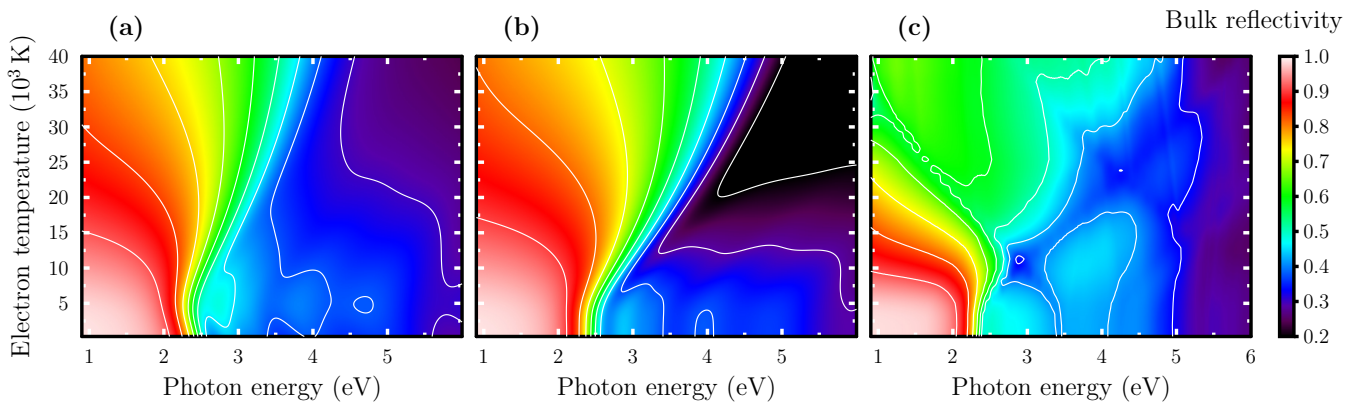 Bulk reflectivity
(a) (b) (c)
40 1.0
35 0.9
30 0.8
25 0.7
20 0.6
15 0.5
10 0.4
5 0.3
0.2
Electron temperature (10³ K)
1 2 3 4 5 1 2 3 4 5 1 2 3 4 5 6
Photon energy (eV) Photon energy (eV) Photon energy (eV)